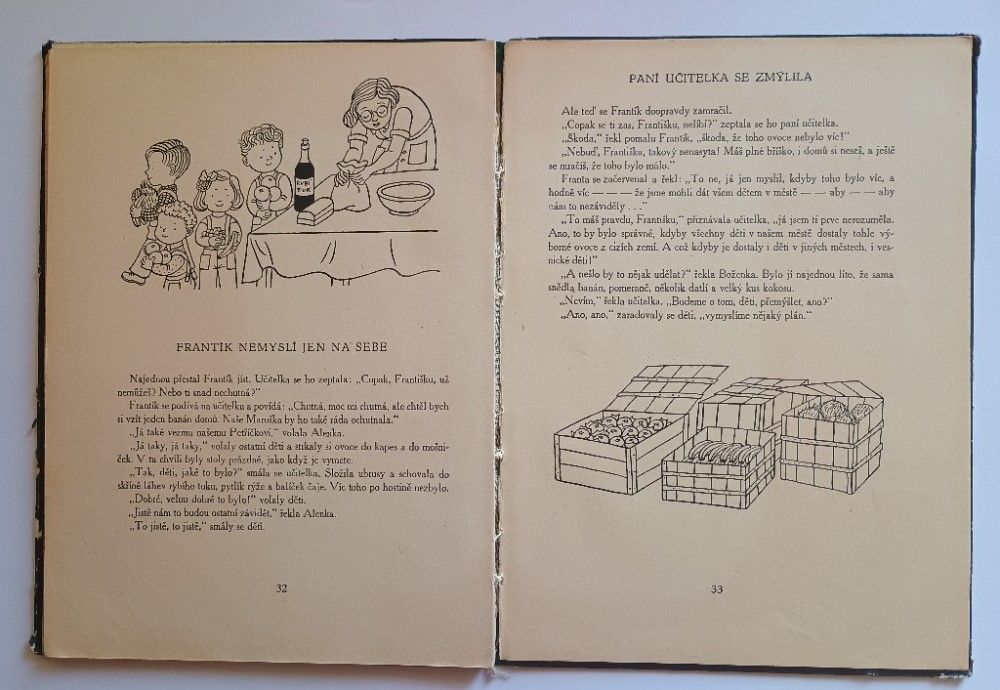 RYBÍ
TUK
FRANTÍK NEMYSLÍ JEN NA SEBE
Najednou přestal Frantík jíst. Učitelka se ho zeptala: „Copak, Františku, už
nemůžeš? Nebo ti snad nechutná?"
Frantík se podívá na učitelku a povídá: „Chutná, moc mi chutná, ale chtěl bych
si vzít jeden banán domů. Naše Maruška by ho také ráda ochutnala."
„Já také vezmu našemu Petříčkovi," volala Alenka.
„Já taky, já taky," volaly ostatní děti a strkaly si ovoce do kapes a do mošni-
ček. V tu chvíli byly stoly prázdné, jako když je vymete.
„Tak, děti, jaké to bylo?" smála se učitelka. Složila ubrusy a schovala do
skříně láhev rybího tuku, pytlík rýže a balíček čaje. Víc toho po hostině nezbylo.
„Dobré, velmi dobré to bylo!" volaly děti.
„Jistě nám to budou ostatní závidět," řekla Alenka.
„To jistě, to jistě," smály se děti.
32
PANÍ UČITELKA SE ZMÝLILA
Ale teď se Frantík doopravdy zamračil.
„Copak se ti zas, Františku, nelíbí?" zeptala se ho paní učitelka.
„Škoda," řekl pomalu Frantík, „škoda, že toho ovoce nebylo víc!"
„Nebuď, Františku, takový nenasyta! Máš plné bříško, i domů si neseš, a ještě
se mračíš, že toho bylo málo."
Franta se začervenal a řekl: „To ne, já jen myslil, kdyby toho bylo víc, a
hodně víc — — — že jsme mohli dát všem dětem v městě — — aby — — aby
nám to nezáviděly . . ."
„To máš pravdu, Františku," přiznávala učitelka, „já jsem ti prve nerozuměla.
Ano, to by bylo správné, kdyby všechny děti v našem městě dostaly tohle vý-
borné ovoce z cizích zemí. A což kdyby je dostaly i děti v jiných městech, i ves-
nické děti!"
„A nešlo by to nějak udělat?" řekla Boženka. Bylo jí najednou líto, že sama
snědla banán, pomeranč, několik datlí a velký kus kokosu.
„Nevím," řekla učitelka. „Budeme o tom, děti, přemýšlet, ano?"
„Ano, ano," zaradovaly se děti, „vymyslíme nějaký plán."
33